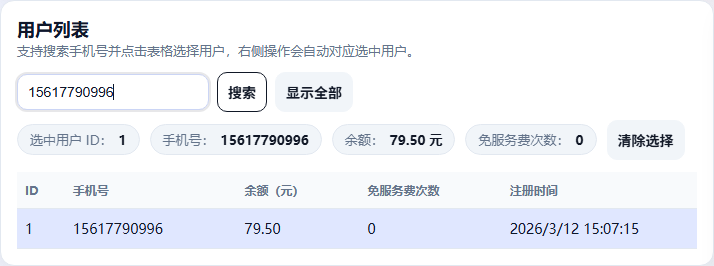 用户列表
支持搜索手机号并点击表格选择用户，右侧操作会自动对应选中用户。
15617790996 搜索 显示全部
选中用户 ID： 1 手机号： 15617790996 余额： 79.50 元 免服务费次数： 0 清除选择
ID 手机号 余额（元） 免服务费次数 注册时间
1 15617790996 79.50 0 2026/3/12 15:07:15